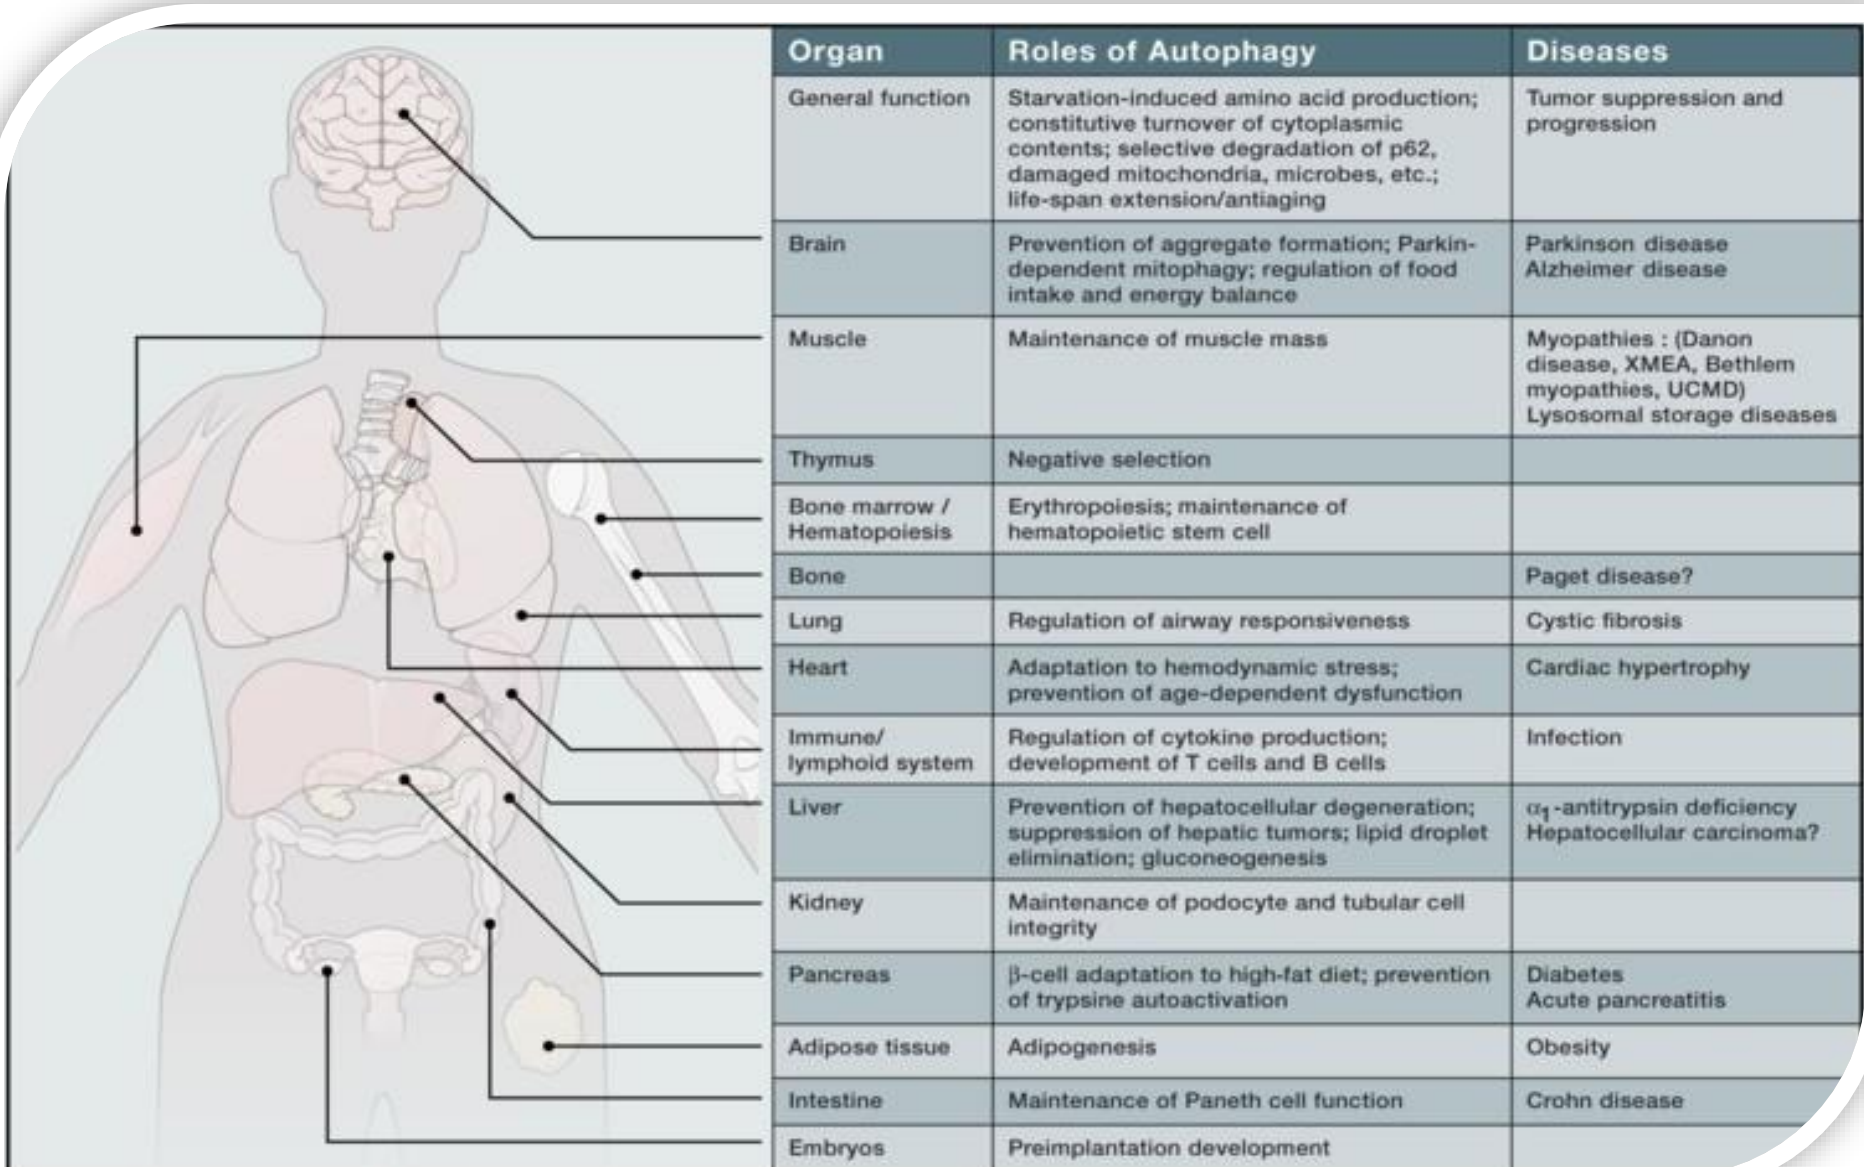 Organ Roles of Autophagy Diseases
General function
Starvation-induced amino acid production;
constitutive turnover of cytoplasmic
contents; selective degradation of p62,
damaged mitochondria, microbes, etc.;
life-span extension/antiaging
Tumor suppression and
progression
Brain
Prevention of aggregate formation; Parkin-
dependent mitophagy; regulation of food
intake and energy balance
Parkinson disease
Alzheimer disease
Muscle
Maintenance of muscle mass
Myopathies : (Danon
disease, XMEA, Bethlem
myopathies, UCMD)
Lysosomal storage diseases
Thymus
Negative selection
Bone marrow /
Hematopoiesis
Erythropoiesis; maintenance of
hematopoietic stem cell
Bone
Paget disease?
Lung
Regulation of airway responsiveness
Cystic fibrosis
Heart
Adaptation to hemodynamic stress;
prevention of age-dependent dysfunction
Cardiac hypertrophy
Immune/
lymphoid system
Regulation of cytokine production;
development of T cells and B cells
Infection
Liver
Prevention of hepatocellular degeneration;
suppression of hepatic tumors; lipid droplet
elimination; gluconeogenesis
α1-antitrypsin deficiency
Hepatocellular carcinoma?
Kidney
Maintenance of podocyte and tubular cell
integrity
Pancreas
β-cell adaptation to high-fat diet; prevention
of trypsine autoactivation
Diabetes
Acute pancreatitis
Adipose tissue
Adipogenesis
Obesity
Intestine
Maintenance of Paneth cell function
Crohn disease
Embryos
Preimplantation development